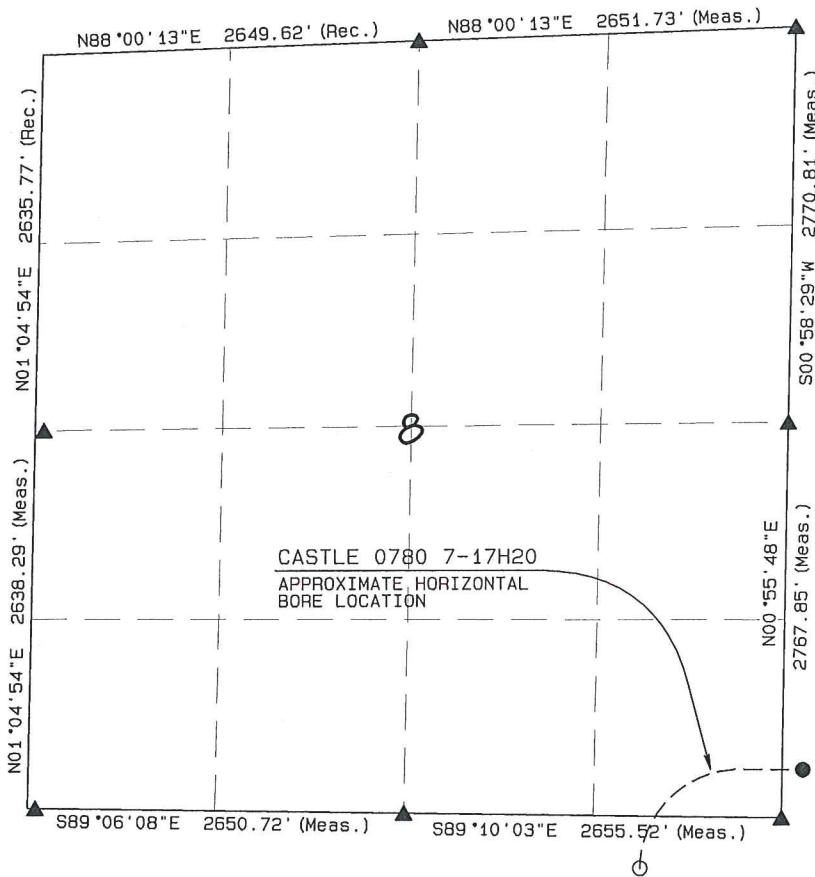 N88°00'13"E 2649.62' (Rec.)
N88°00'13"E 2651.73' (Meas.)
N01°04'54"E 2635.77' (Rec.)
S00°58'29"W 2770.81' (Meas.)
8
CASTLE 0780 7-17H20
APPROXIMATE HORIZONTAL
BORE LOCATION
N01°04'54"E 2638.29' (Meas.)
N00°55'48"E
2767.85' (Meas.)
S89°06'08"E 2650.72' (Meas.)
S89°10'03"E 2655.52' (Meas.)